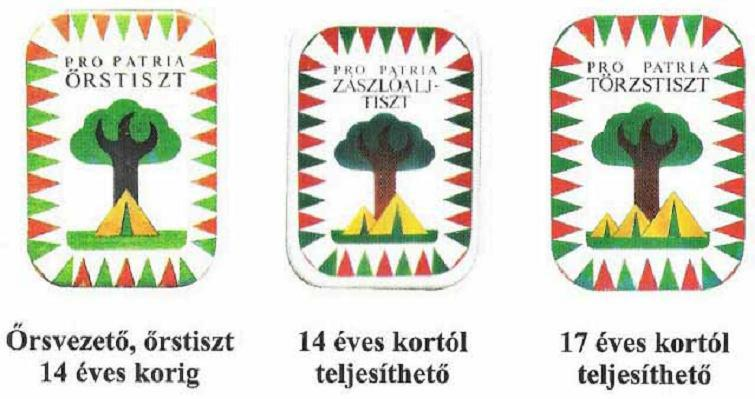 PRO PATRIA
ŐRSTISZT
PRO PATRIA
ZÁSZLÓALJ-
TISZT
PRO PATRIA
TÖRZSTISZT
Őrsvezető, őrstiszt
14 éves korig
14 éves kortól
teljesíthető
17 éves kortól
teljesíthető